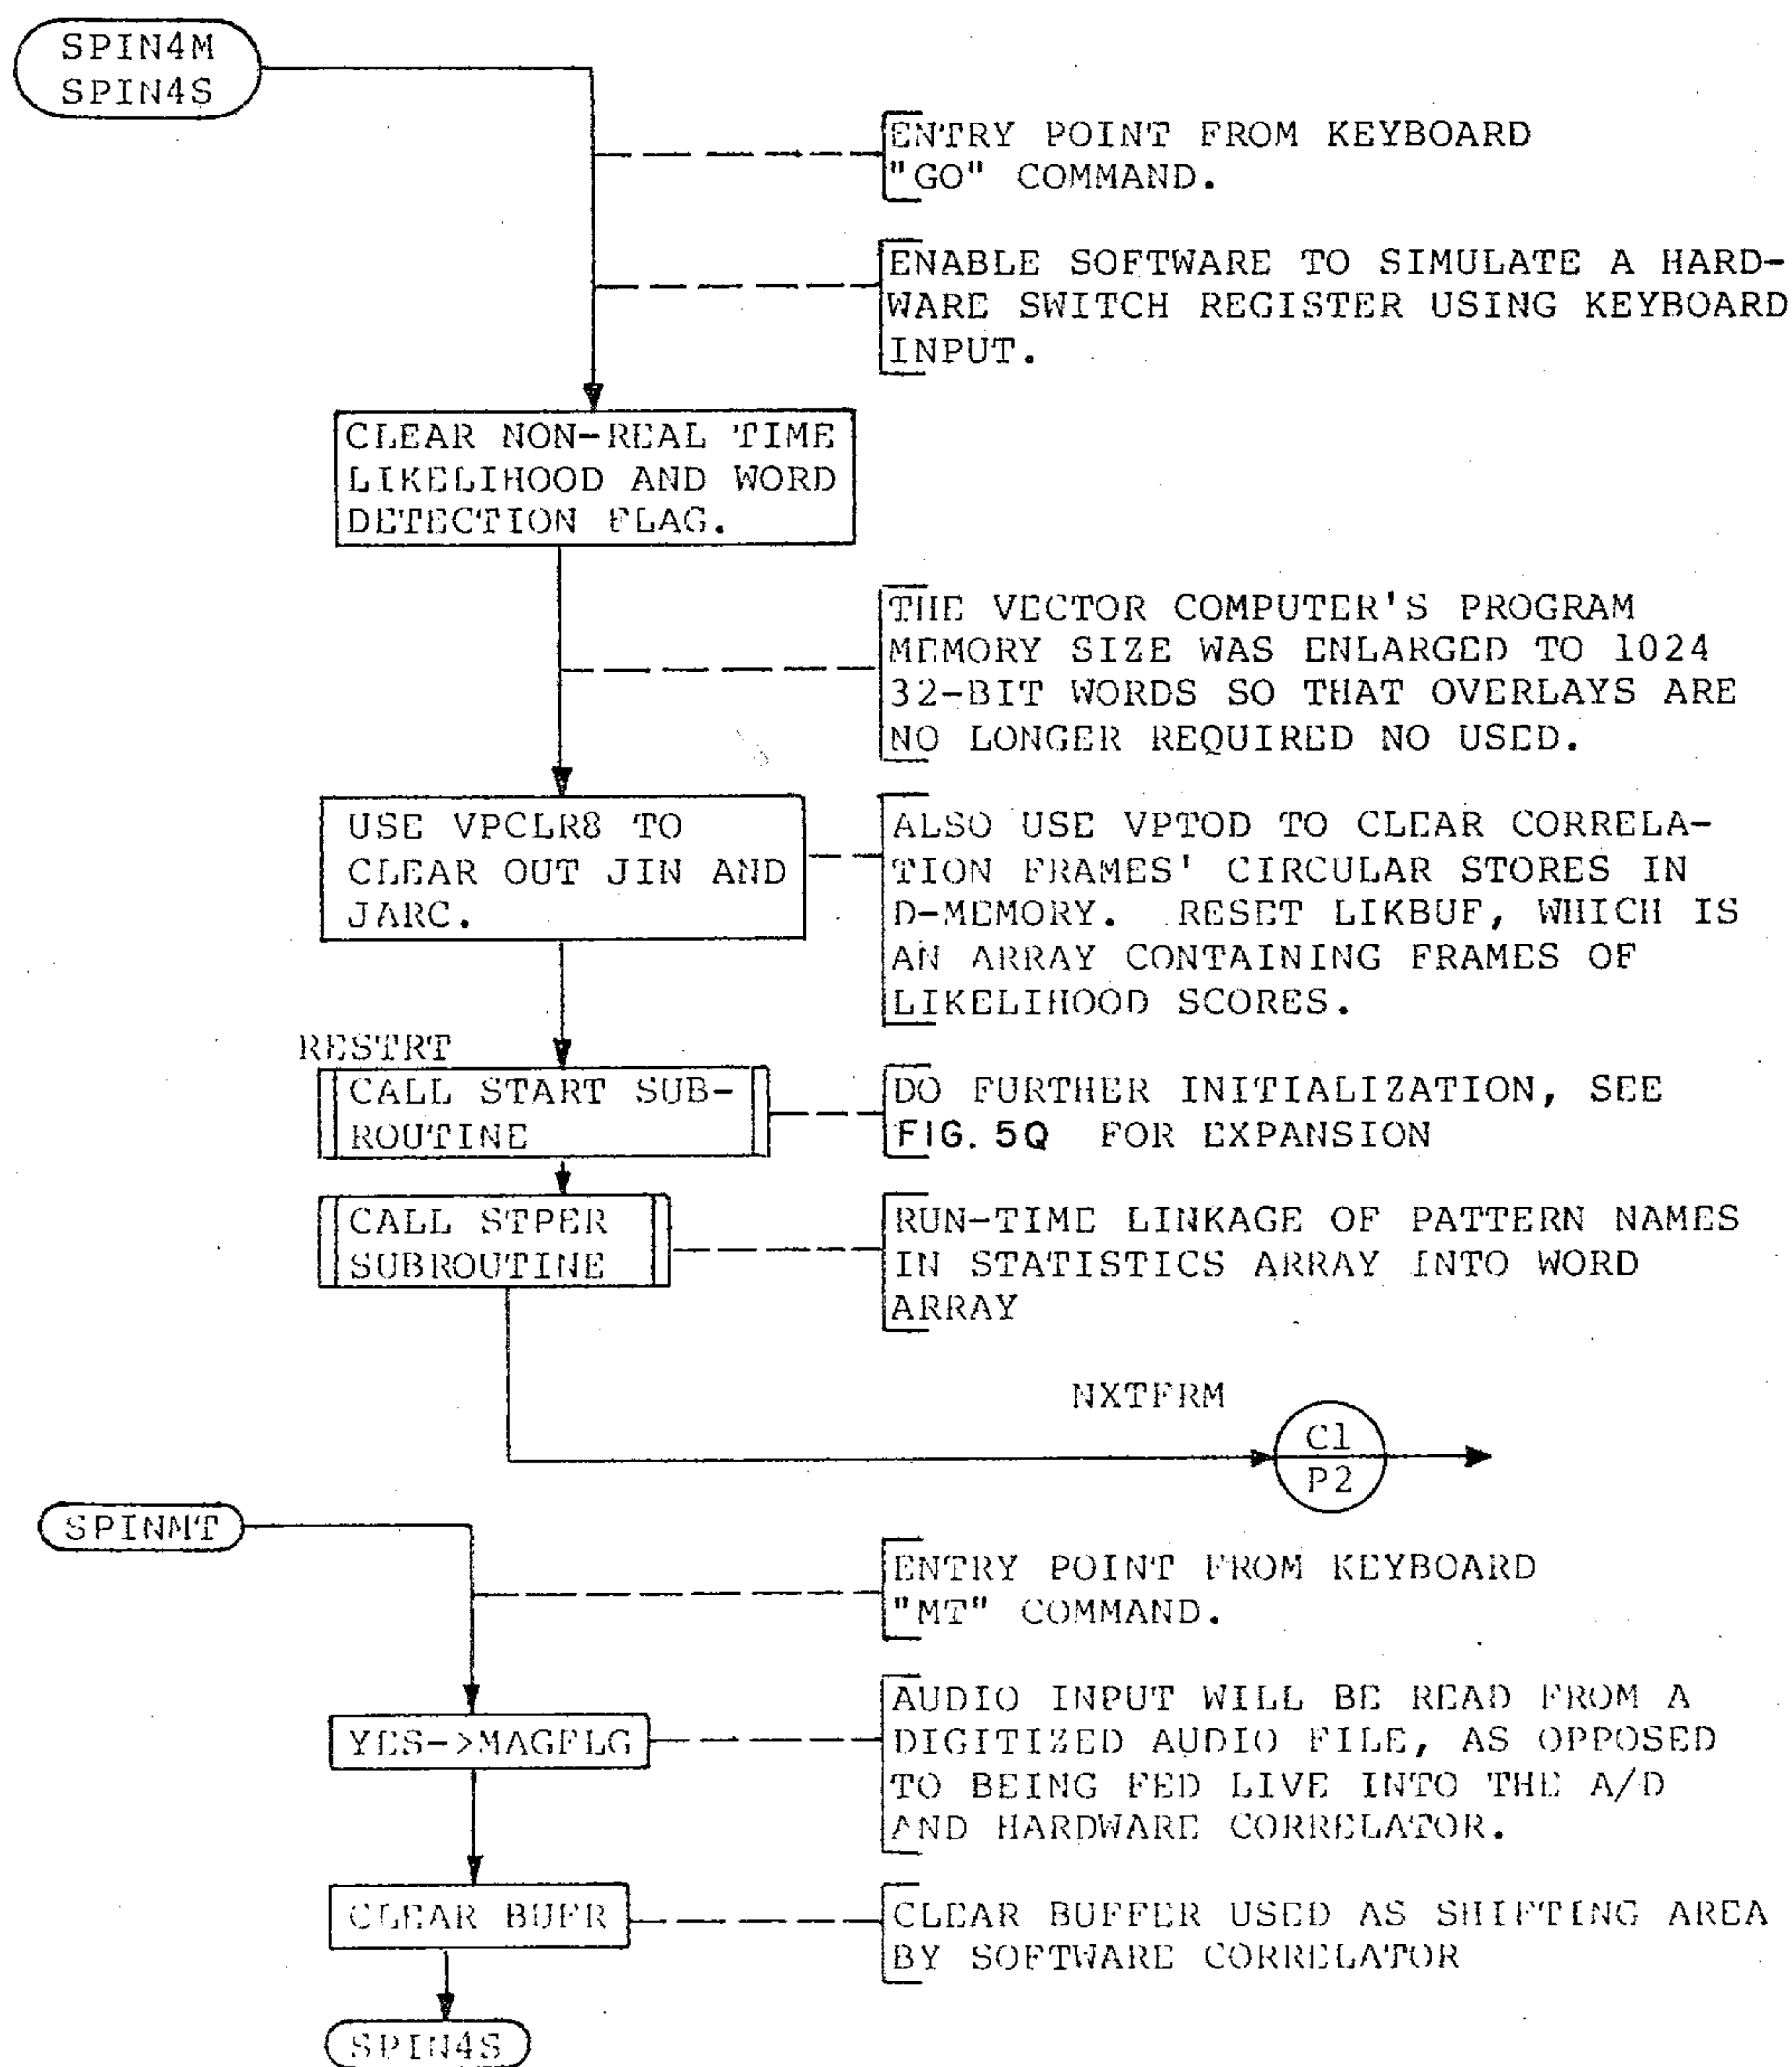 SPIN4M
SPIN4S
ENTRY POINT FROM KEYBOARD
"GO" COMMAND.
ENABLE SOFTWARE TO SIMULATE A HARD-
WARE SWITCH REGISTER USING KEYBOARD
INPUT.
CLEAR NON-REAL TIME
LIKELIHOOD AND WORD
DETECTION FLAG.
THE VECTOR COMPUTER'S PROGRAM
MEMORY SIZE WAS ENLARGED TO 1024
32-BIT WORDS SO THAT OVERLAYS ARE
NO LONGER REQUIRED NO USED.
USE VPCLR8 TO
CLEAR OUT JIN AND
JARC.
ALSO USE VPTOD TO CLEAR CORRELA-
TION FRAMES' CIRCULAR STORES IN
D-MEMORY. RESET LIKBUF, WHICH IS
AN ARRAY CONTAINING FRAMES OF
LIKELIHOOD SCORES.
RESTRT
CALL START SUB-
ROUTINE
DO FURTHER INITIALIZATION, SEE
FIG. 5Q FOR EXPANSION
CALL STPER
SUBROUTINE
RUN-TIME LINKAGE OF PATTERN NAMES
IN STATISTICS ARRAY INTO WORD
ARRAY
NXTFRM
C1
P2
SPINMT
ENTRY POINT FROM KEYBOARD
"MT" COMMAND.
YES->MAGFLG
AUDIO INPUT WILL BE READ FROM A
DIGITIZED AUDIO FILE, AS OPPOSED
TO BEING FED LIVE INTO THE A/D
AND HARDWARE CORRELATOR.
CLEAR BUFR
CLEAR BUFFER USED AS SHIFTING AREA
BY SOFTWARE CORRELATOR
SPIN4S